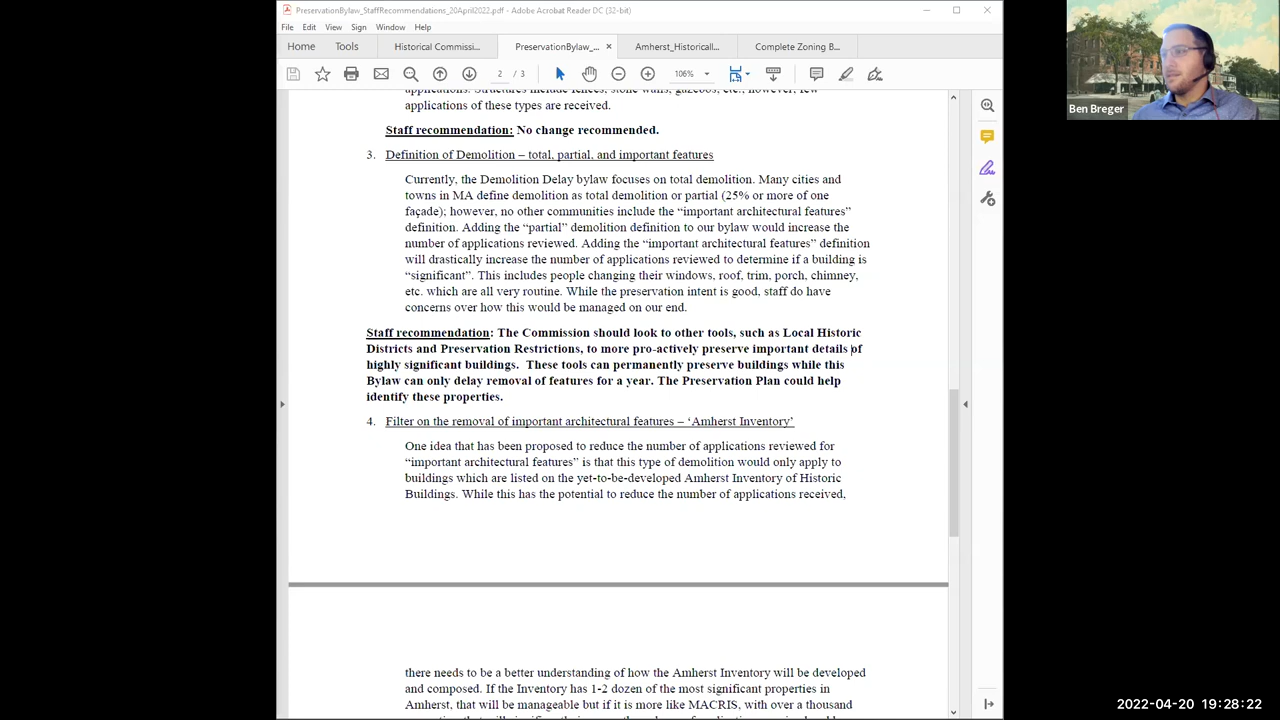 PreservationBylaw_StaffRecommendations_20April2022.pdf - Adobe Acrobat Reader DC (32-bit)
File Edit View Sign Window Help
Home Tools Historical Commissi... PreservationBylaw_... × Amherst_Historicall... Complete Zoning B...
2 / 3 106%
applications. Structures include fences, stone walls, gazebos, etc., however, few
applications of these types are received.
Staff recommendation: No change recommended.
3. Definition of Demolition – total, partial, and important features
Currently, the Demolition Delay bylaw focuses on total demolition. Many cities and
towns in MA define demolition as total demolition or partial (25% or more of one
façade); however, no other communities include the “important architectural features”
definition. Adding the “partial” demolition definition to our bylaw would increase the
number of applications reviewed. Adding the “important architectural features” definition
will drastically increase the number of applications reviewed to determine if a building is
“significant”. This includes people changing their windows, roof, trim, porch, chimney,
etc. which are all very routine. While the preservation intent is good, staff do have
concerns over how this would be managed on our end.
Staff recommendation: The Commission should look to other tools, such as Local Historic
Districts and Preservation Restrictions, to more pro-actively preserve important details of
highly significant buildings. These tools can permanently preserve buildings while this
Bylaw can only delay removal of features for a year. The Preservation Plan could help
identify these properties.
4. Filter on the removal of important architectural features – ‘Amherst Inventory’
One idea that has been proposed to reduce the number of applications reviewed for
“important architectural features” is that this type of demolition would only apply to
buildings which are listed on the yet-to-be-developed Amherst Inventory of Historic
Buildings. While this has the potential to reduce the number of applications received,
there needs to be a better understanding of how the Amherst Inventory will be developed
and composed. If the Inventory has 1-2 dozen of the most significant properties in
Amherst, that will be manageable but if it is more like MACRIS, with over a thousand
Ben Breger
2022-04-20 19:28:22